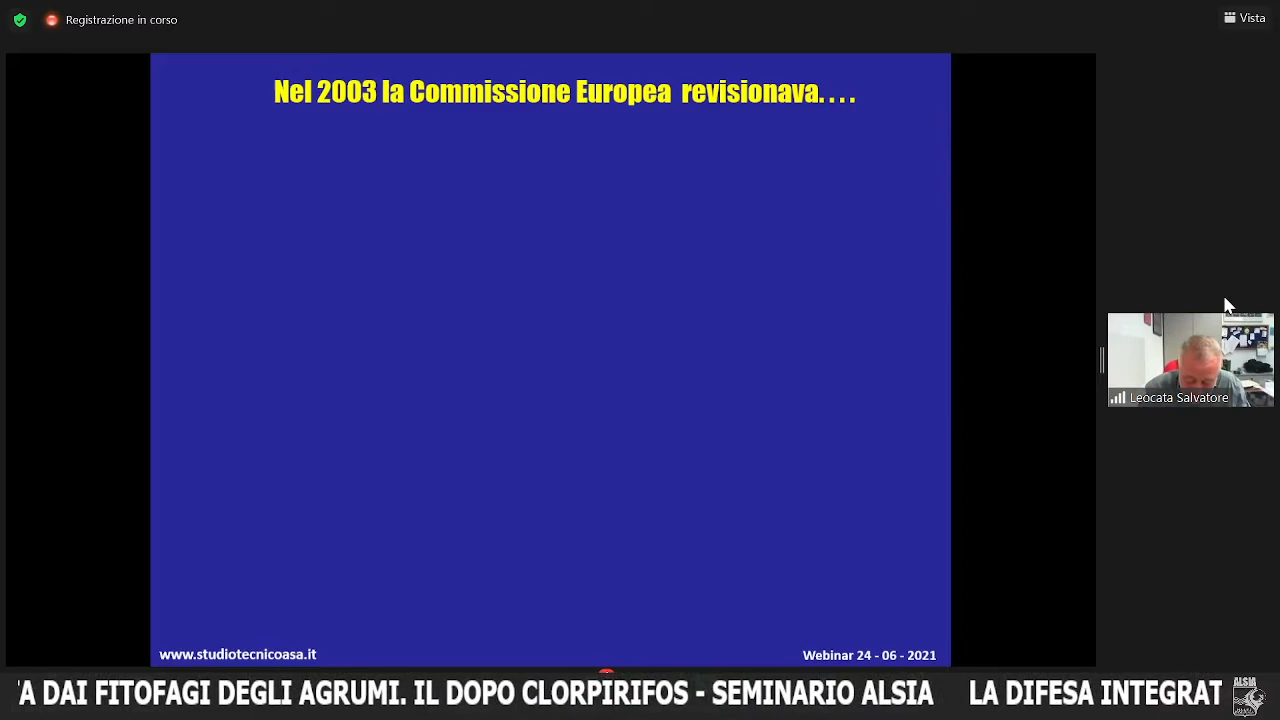 Registrazione in corso
Vista
Nel 2003 la Commissione Europea revisionava. . . .
Leocata Salvatore
www.studiotecnicoasa.it
Webinar 24 - 06 - 2021
'A DAI FITOFAGI DEGLI AGRUMI. IL DOPO CLORPIRIFOS - SEMINARIO ALSIA LA DIFESA INTEGRAT
ALSIA